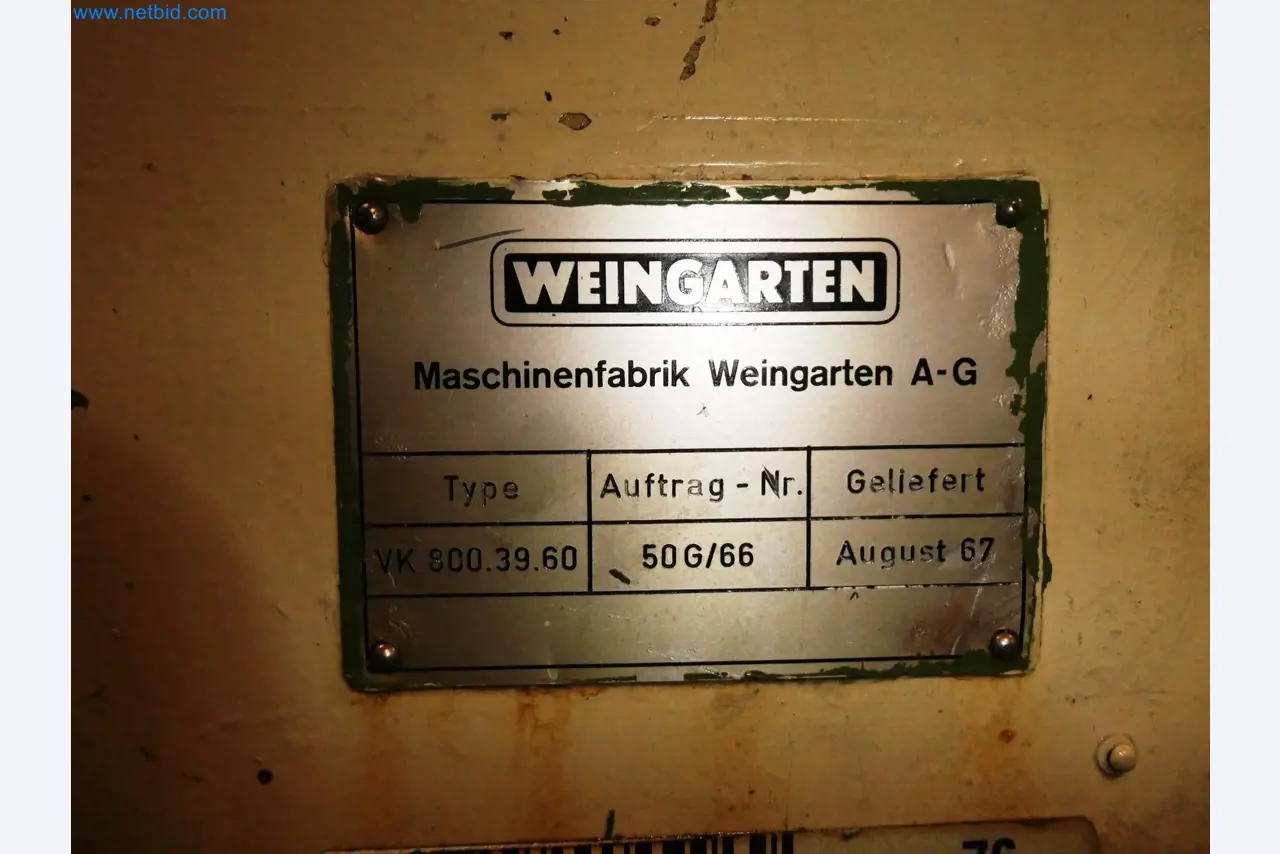 www.netbid.com
WEINGARTEN
Maschinenfabrik Weingarten A-G
Type Auftrag - Nr. Geliefert
VK 800.39.60 50G/66 August 67